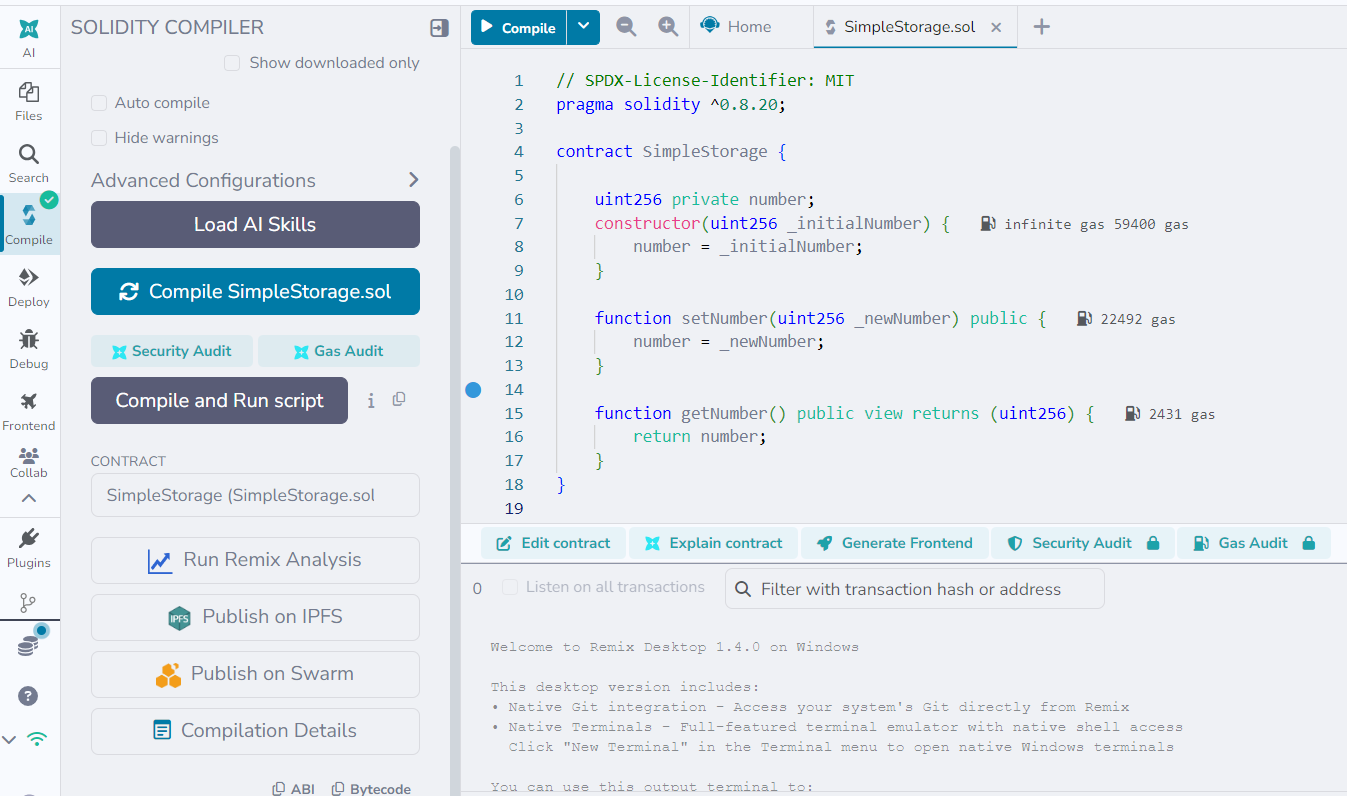 AI
Files
Search
Compile
Deploy
Debug
Frontend
Collab
Plugins
SOLIDITY COMPILER
Show downloaded only
Auto compile
Hide warnings
Advanced Configurations
Load AI Skills
Compile SimpleStorage.sol
Security Audit
Gas Audit
Compile and Run script
CONTRACT
SimpleStorage (SimpleStorage.sol
Run Remix Analysis
IPFS
Publish on IPFS
Publish on Swarm
Compilation Details
ABI
Bytecode
Compile
Home
SimpleStorage.sol
1 // SPDX-License-Identifier: MIT
2 pragma solidity ^0.8.20;
3
4 contract SimpleStorage {
5
6 uint256 private number;
7 constructor(uint256 _initialNumber) { infinite gas 59400 gas
8 number = _initialNumber;
9 }
10
11 function setNumber(uint256 _newNumber) public { 22492 gas
12 number = _newNumber;
13 }
14
15 function getNumber() public view returns (uint256) { 2431 gas
16 return number;
17 }
18 }
19
Edit contract
Explain contract
Generate Frontend
Security Audit
Gas Audit
0 Listen on all transactions
Filter with transaction hash or address
Welcome to Remix Desktop 1.4.0 on Windows
This desktop version includes:
• Native Git integration - Access your system's Git directly from Remix
• Native Terminals - Full-featured terminal emulator with native shell access
Click "New Terminal" in the Terminal menu to open native Windows terminals
You can use this output terminal to: